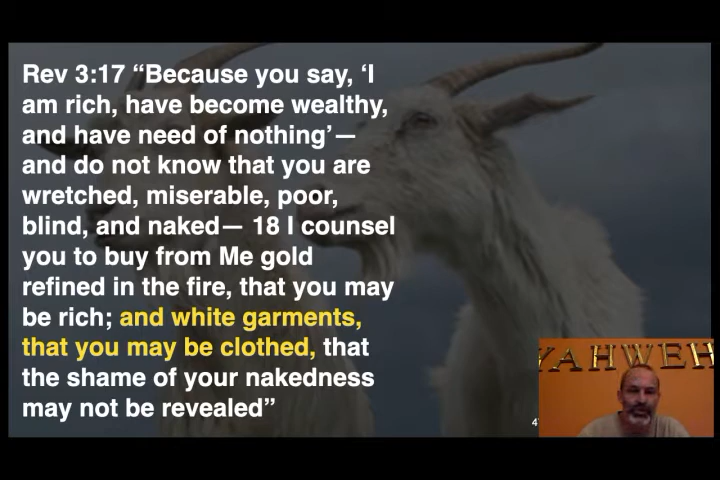 Rev 3:17 “Because you say, ‘I
am rich, have become wealthy,
and have need of nothing’—
and do not know that you are
wretched, miserable, poor,
blind, and naked— 18 I counsel
you to buy from Me gold
refined in the fire, that you may
be rich; and white garments,
that you may be clothed, that
the shame of your nakedness
may not be revealed”
YAHWEH